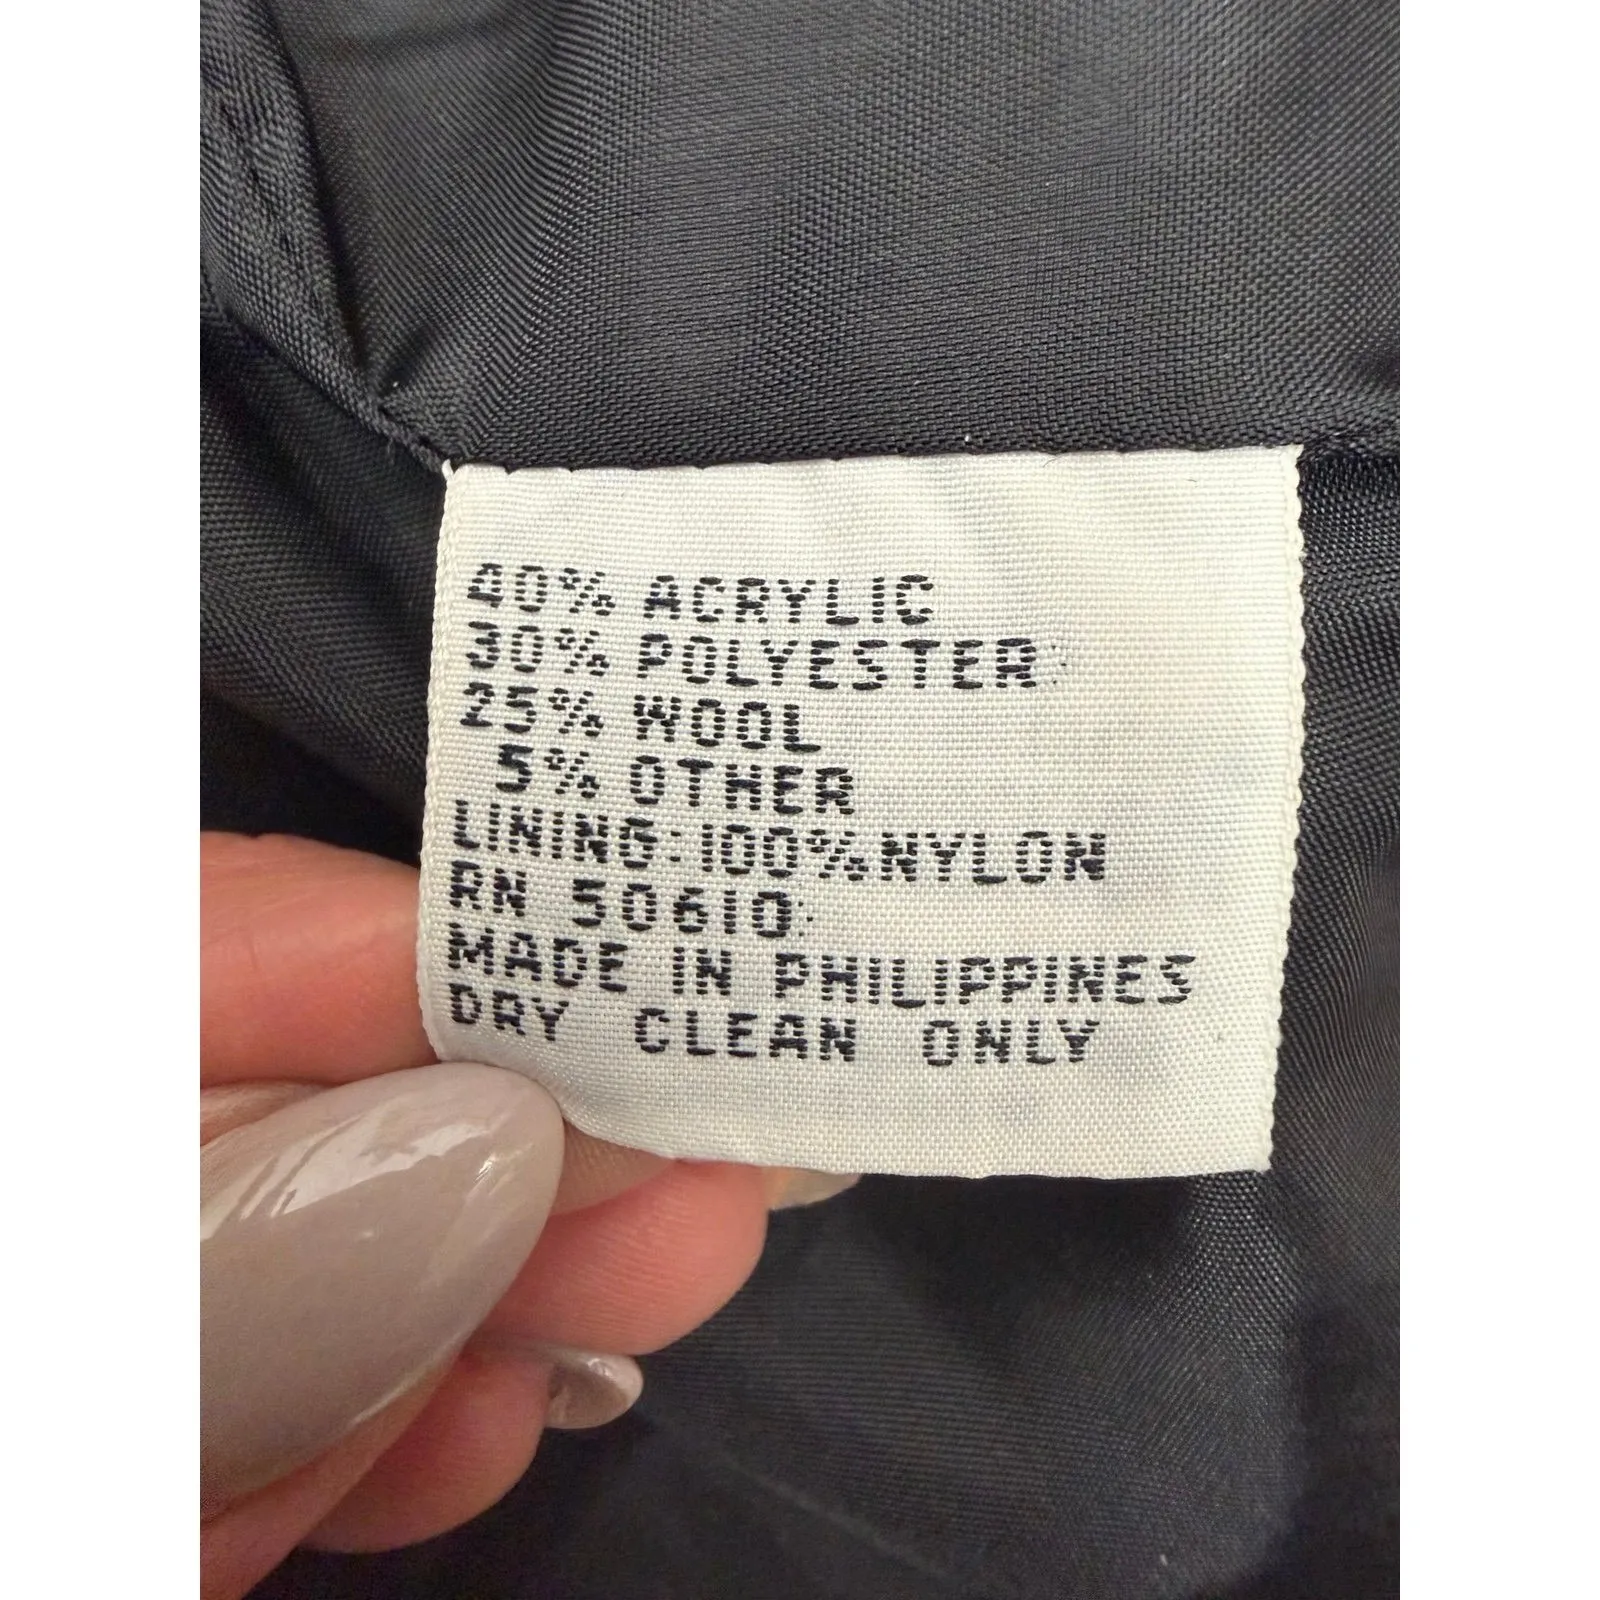 40% ACRYLIC
30% POLYESTER
25% WOOL
5% OTHER
LINING:100%NYLON
RN 50610
MADE IN PHILIPPINES
DRY CLEAN ONLY